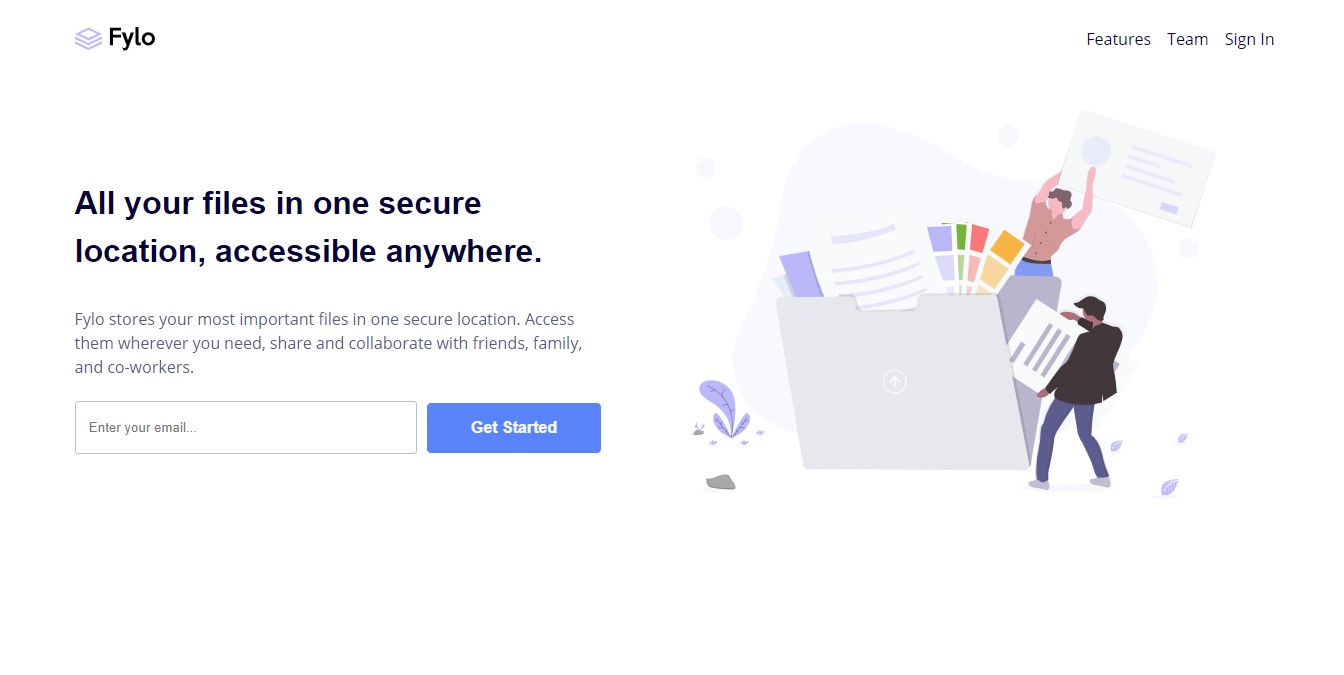 Fylo
Features Team Sign In
All your files in one secure
location, accessible anywhere.
Fylo stores your most important files in one secure location. Access
them wherever you need, share and collaborate with friends, family,
and co-workers.
Enter your email...
Get Started